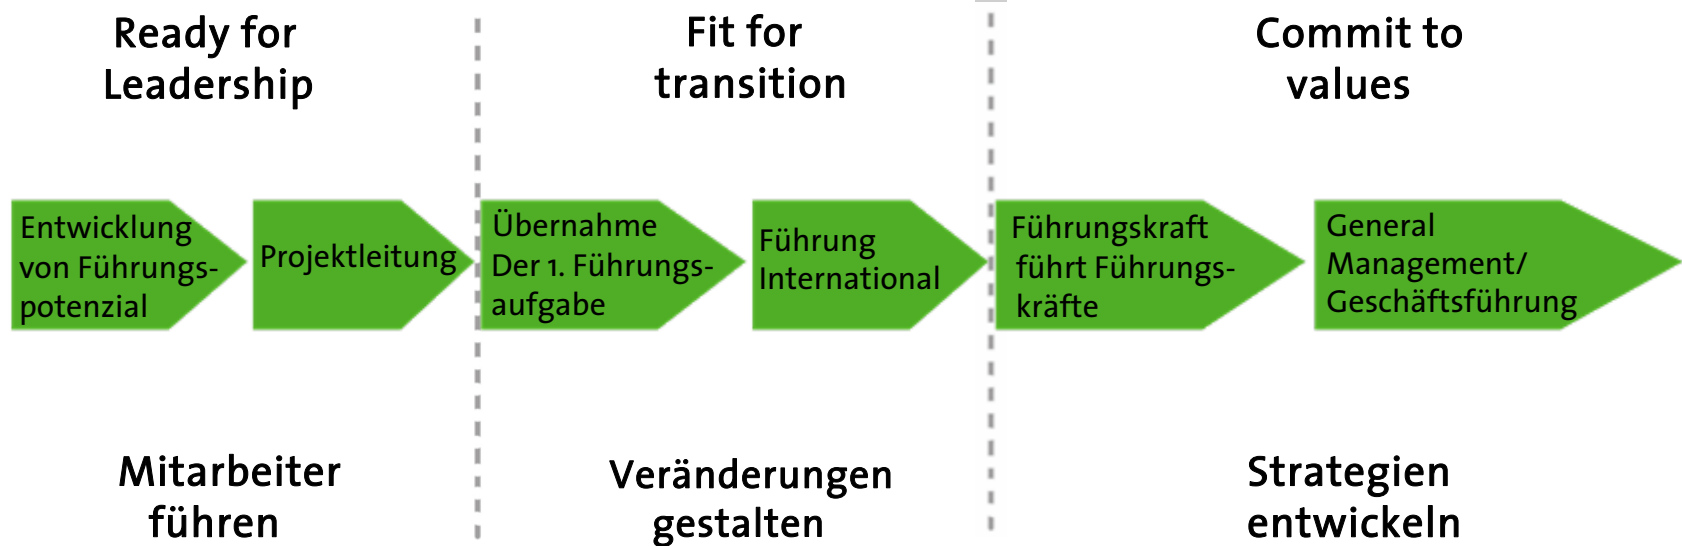 Ready for
Leadership
Fit for
transition
Commit to
values
Entwicklung
von Führungs-
potenzial
Projektleitung
Übernahme
Der 1. Führungs-
aufgabe
Führung
International
Führungskraft
führt Führungs-
kräfte
General
Management/
Geschäftsführung
Mitarbeiter
führen
Veränderungen
gestalten
Strategien
entwickeln